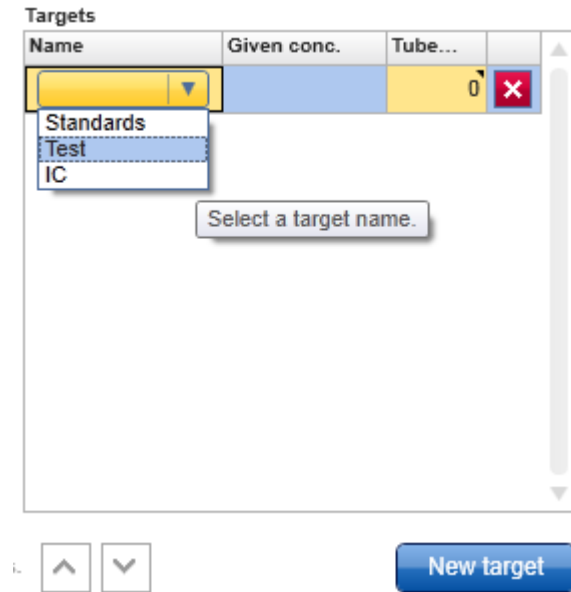 Targets
Name Given conc. Tube...
0
Standards
Test
IC
Select a target name.
New target